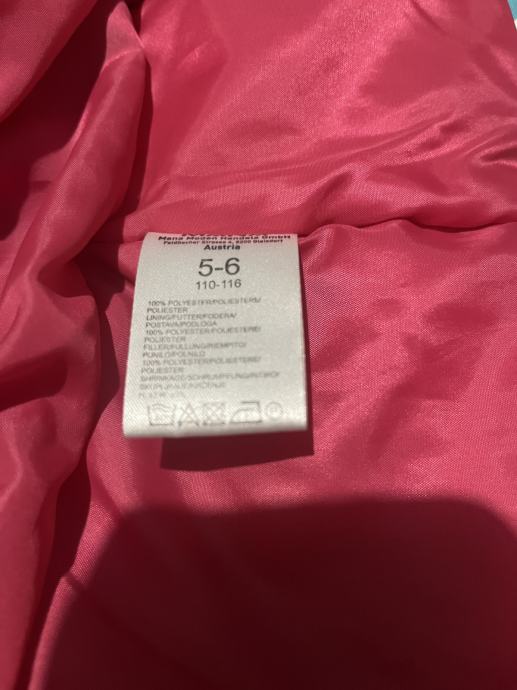 Mana Moden Handels GmbH
Feldbacher Strasse 4, 8200 Gleisdorf
Austria
5-6
110-116
100% POLYESTER/POLIESTERE/
POLIESTER
LINING/FUTTER/FODERA/
POSTAVA/PODLOGA
100% POLYESTER/POLIESTERE/
POLIESTER
FILLER/FÜLLUNG/RIEMPITO/
PUNILO/POLNILO
100% POLYESTER/POLIESTERE/
POLIESTER